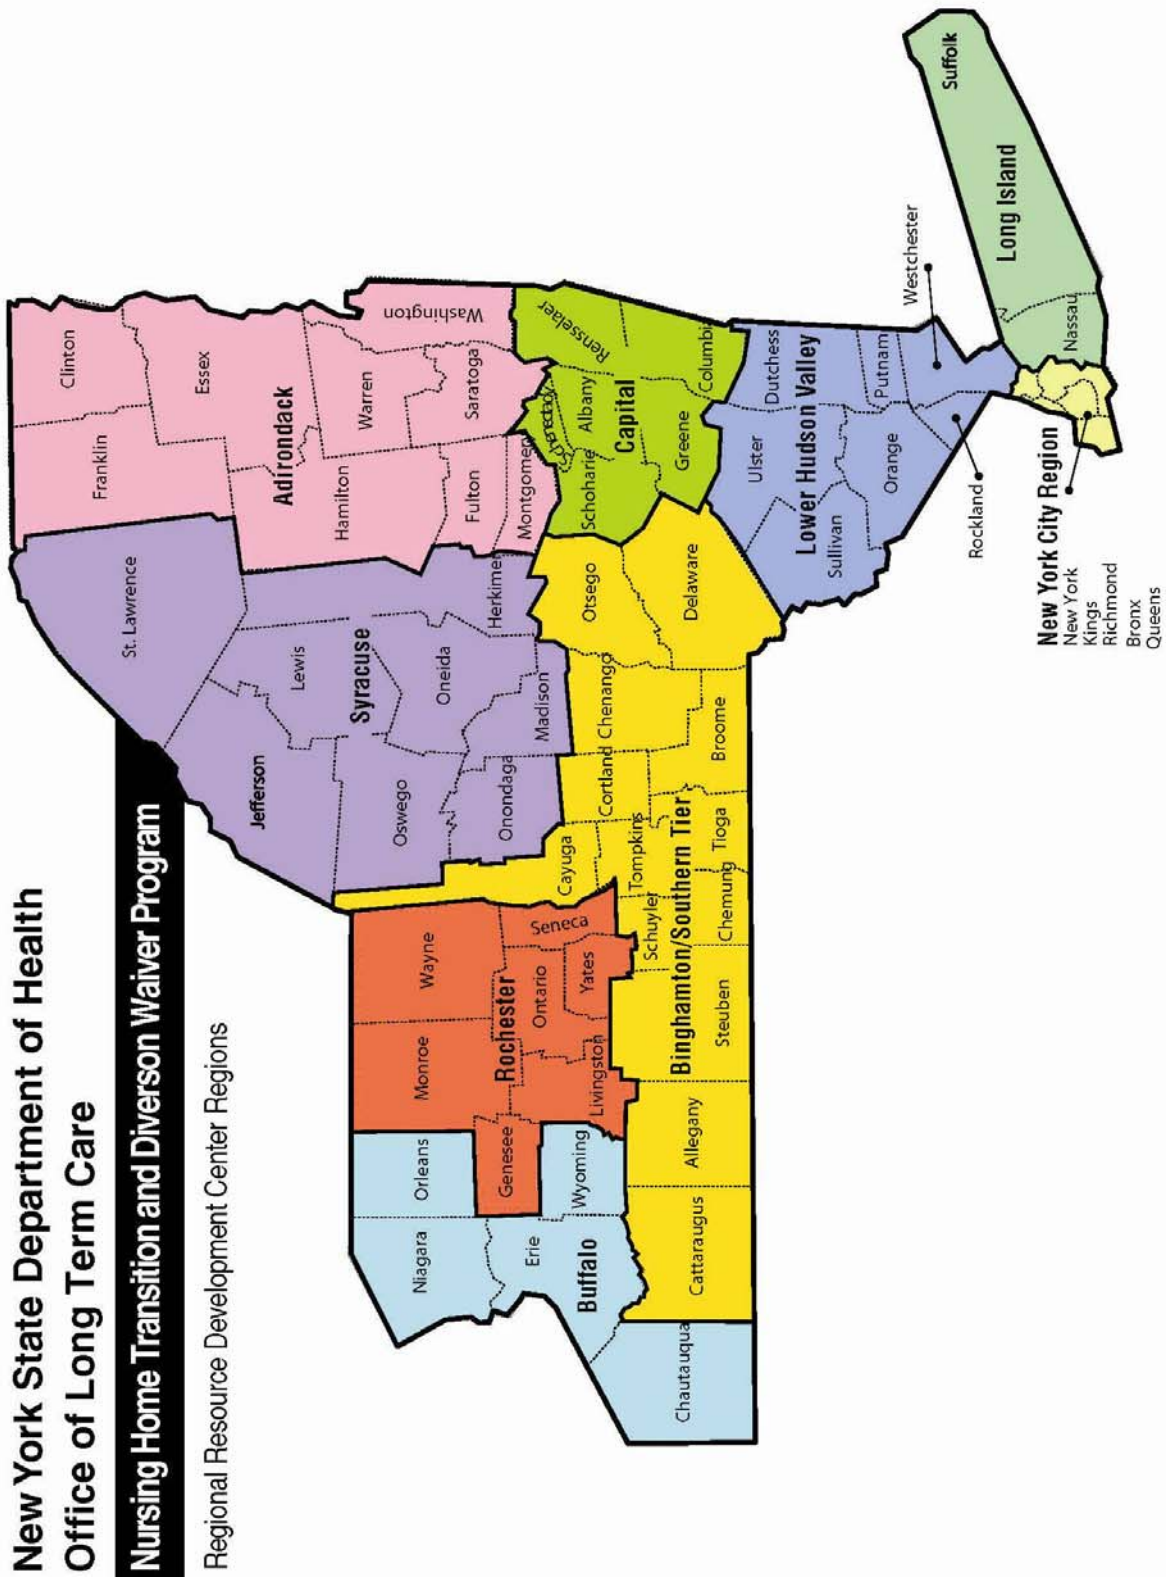 New York State Department of Health
Office of Long Term Care
Nursing Home Transition and Diverson Waiver Program
Regional Resource Development Center Regions
Clinton
Franklin
Essex
St. Lawrence
Adirondack
Hamilton
Warren
Washington
Saratoga
Fulton
Montgomery
Jefferson
Lewis
Syracuse
Oswego
Oneida
Herkimer
Onondaga
Madison
Rensselaer
Schenectady
Albany
Schoharie
Capital
Greene
Columbi
Niagara
Orleans
Monroe
Wayne
Genesee
Rochester
Ontario
Seneca
Yates
Livingston
Erie
Wyoming
Buffalo
Chautauqua
Cayuga
Cortland
Chenango
Otsego
Delaware
Tompkins
Schuyler
Binghamton/Southern Tier
Cattaraugus
Allegany
Steuben
Chemung
Tioga
Broome
Dutchess
Ulster
Lower Hudson Valley
Sullivan
Orange
Putnam
Westchester
Rockland
Suffolk
Long Island
Nassau
New York City Region
New York
Kings
Richmond
Bronx
Queens